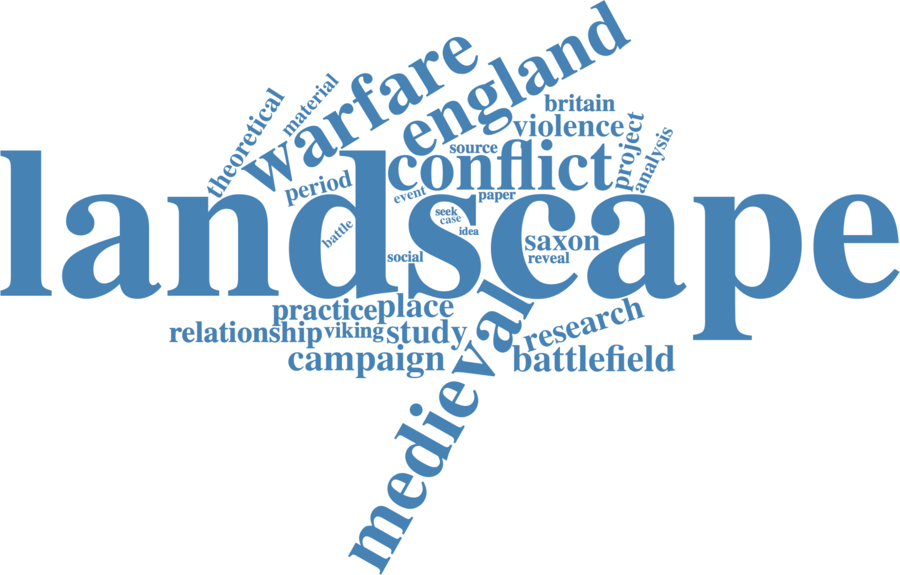 england
warfare
material
theoretical
britain
violence
project
analysis
source
conflict
period
event
paper
landscape
seek
case
idea
battle
social
saxon
reveal
practice
place
relationship
viking
study
research
campaign
battlefield
medieval